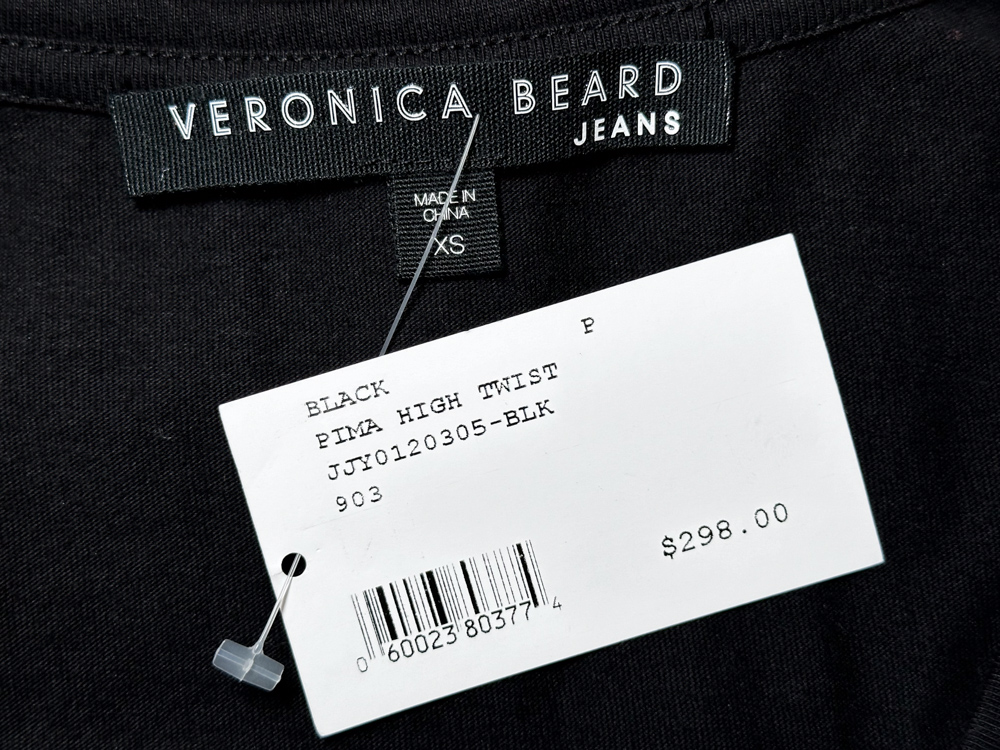 VERONICA BEARD
JEANS
MADE IN
CHINA
XS
P
BLACK
PIMA HIGH TWIST
JJY0120305-BLK
903
$298.00
0 60023 80377 4